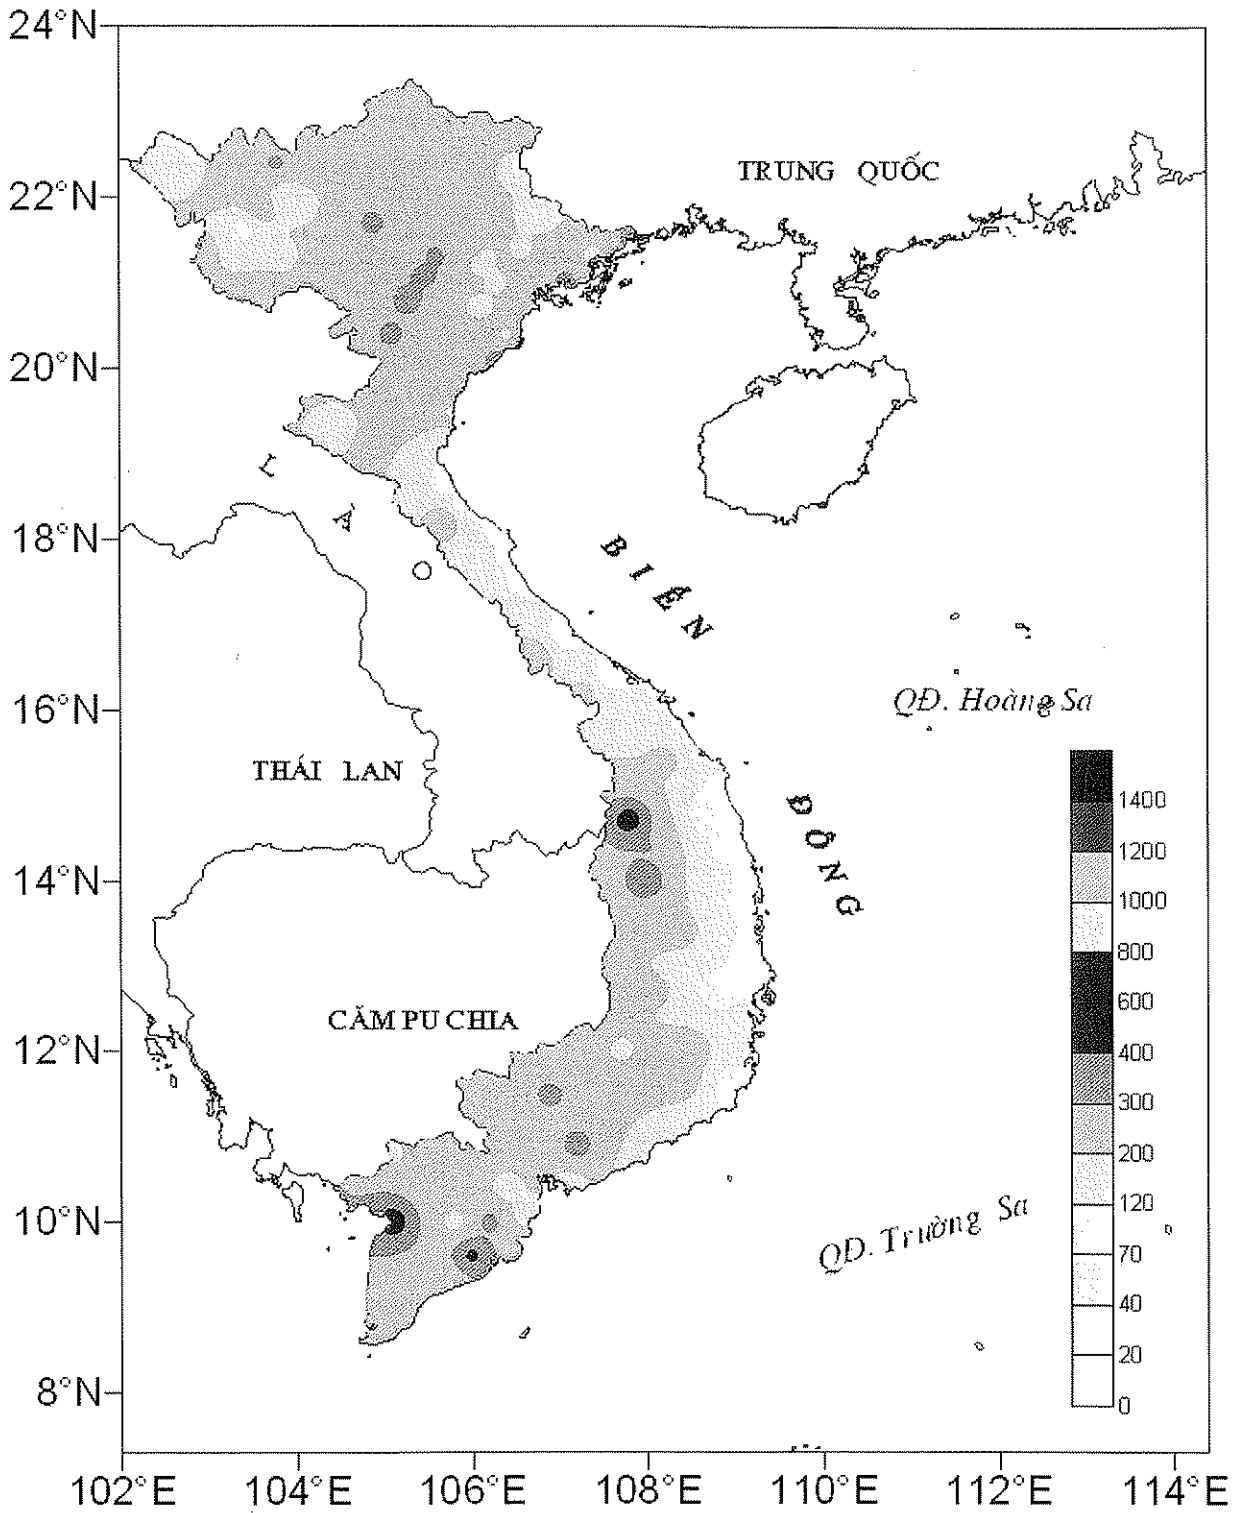 24°N
TRUNG QUỐC
22°N
20°N
L A O
18°N
BIỂN ĐÔNG
16°N
QĐ. Hoàng Sa
THÁI LAN
1400
1200
14°N
1000
800
600
CĂM PU CHIA
12°N
400
300
200
120
10°N
QĐ. Trường Sa
70
40
20
8°N
0
102°E 104°E 106°E 108°E 110°E 112°E 114°E